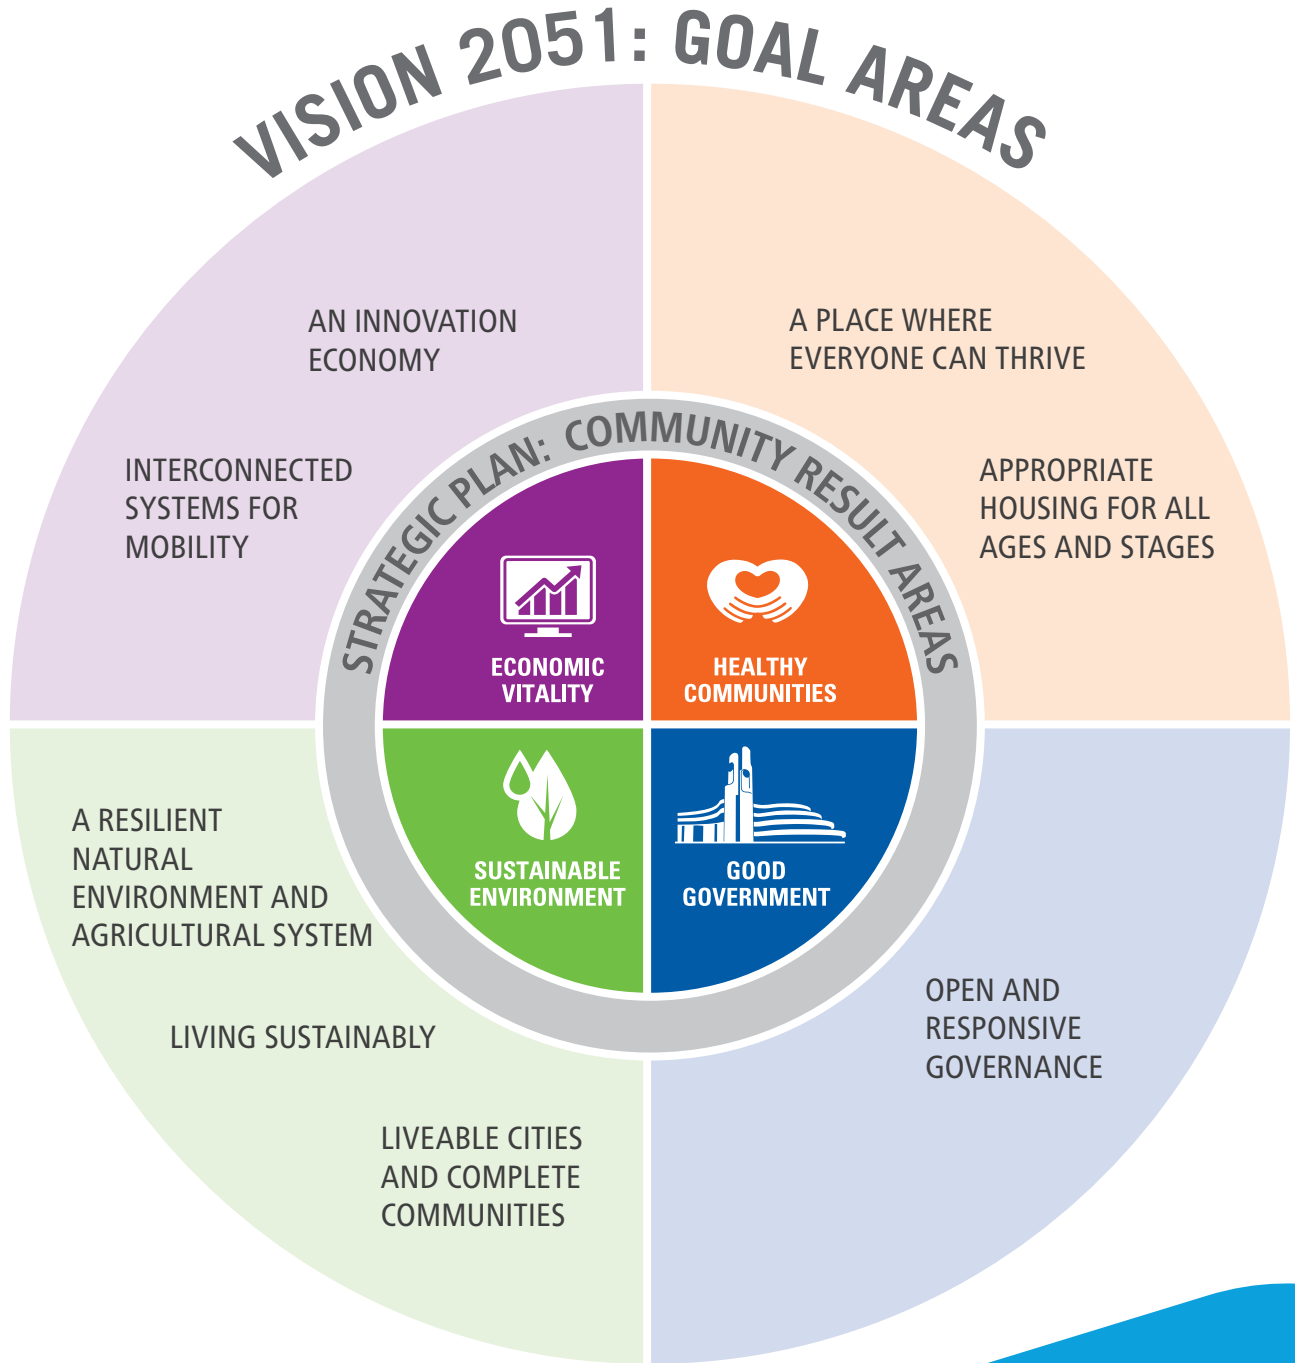 VISION 2051: GOAL AREAS
AN INNOVATION
ECONOMY
INTERCONNECTED
SYSTEMS FOR
MOBILITY
A PLACE WHERE
EVERYONE CAN THRIVE
APPROPRIATE
HOUSING FOR ALL
AGES AND STAGES
STRATEGIC PLAN: COMMUNITY RESULT AREAS
ECONOMIC
VITALITY
HEALTHY
COMMUNITIES
SUSTAINABLE
ENVIRONMENT
GOOD
GOVERNMENT
A RESILIENT
NATURAL
ENVIRONMENT AND
AGRICULTURAL SYSTEM
LIVING SUSTAINABLY
LIVEABLE CITIES
AND COMPLETE
COMMUNITIES
OPEN AND
RESPONSIVE
GOVERNANCE